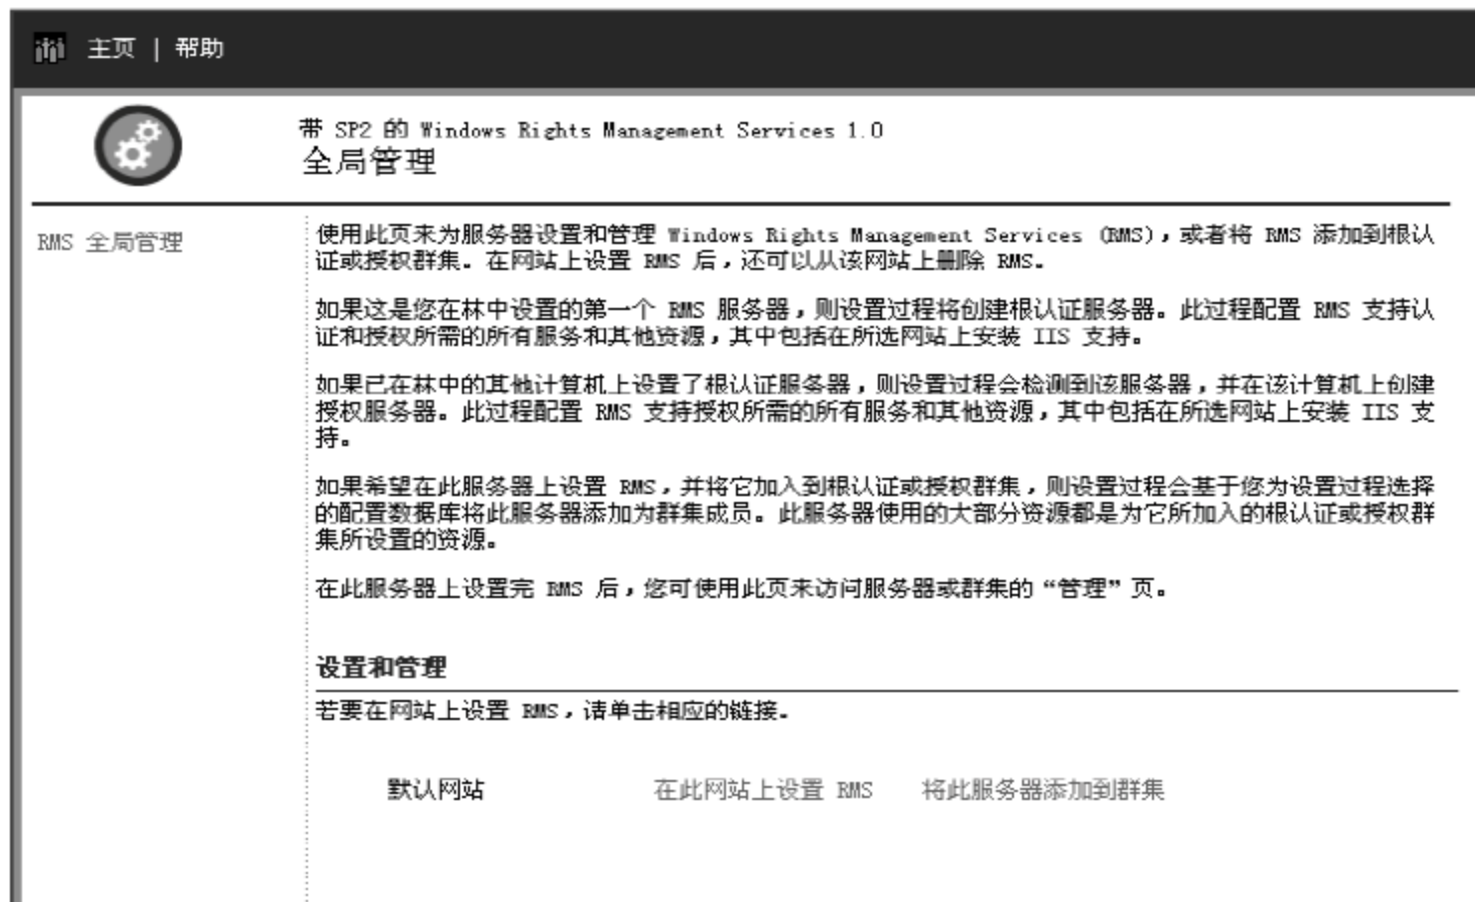 主页 | 帮助
带 SP2 的 Windows Rights Management Services 1.0
全局管理
RMS 全局管理
使用此页来为服务器设置和管理 Windows Rights Management Services (RMS)，或者将 RMS 添加到根认
证或授权群集。在网站上设置 RMS 后，还可以从该网站上删除 RMS。
如果这是您在林中设置的第一个 RMS 服务器，则设置过程将创建根认证服务器。此过程配置 RMS 支持认
证和授权所需的所有服务和其他资源，其中包括在所选网站上安装 IIS 支持。
如果已在林中的其他计算机上设置了根认证服务器，则设置过程会检测到该服务器，并在该计算机上创建
授权服务器。此过程配置 RMS 支持授权所需的所有服务和其他资源，其中包括在所选网站上安装 IIS 支
持。
如果希望在此服务器上设置 RMS，并将它加入到根认证或授权群集，则设置过程会基于您为设置过程选择
的配置数据库将此服务器添加为群集成员。此服务器使用的大部分资源都是为它所加入的根认证或授权群
集所设置的资源。
在此服务器上设置完 RMS 后，您可使用此页来访问服务器或群集的“管理”页。
设置和管理
若要在网站上设置 RMS，请单击相应的链接。
默认网站 在此网站上设置 RMS 将此服务器添加到群集